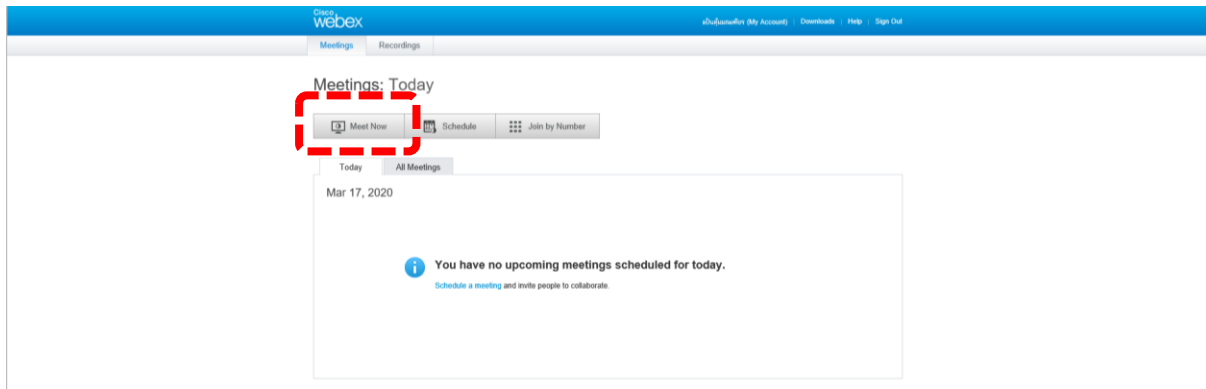 Cisco
webex
(My Account) | Downloads | Help | Sign Out
Meetings Recordings
Meetings: Today
Meet Now Schedule Join by Number
Today All Meetings
Mar 17, 2020
You have no upcoming meetings scheduled for today.
Schedule a meeting and invite people to collaborate.